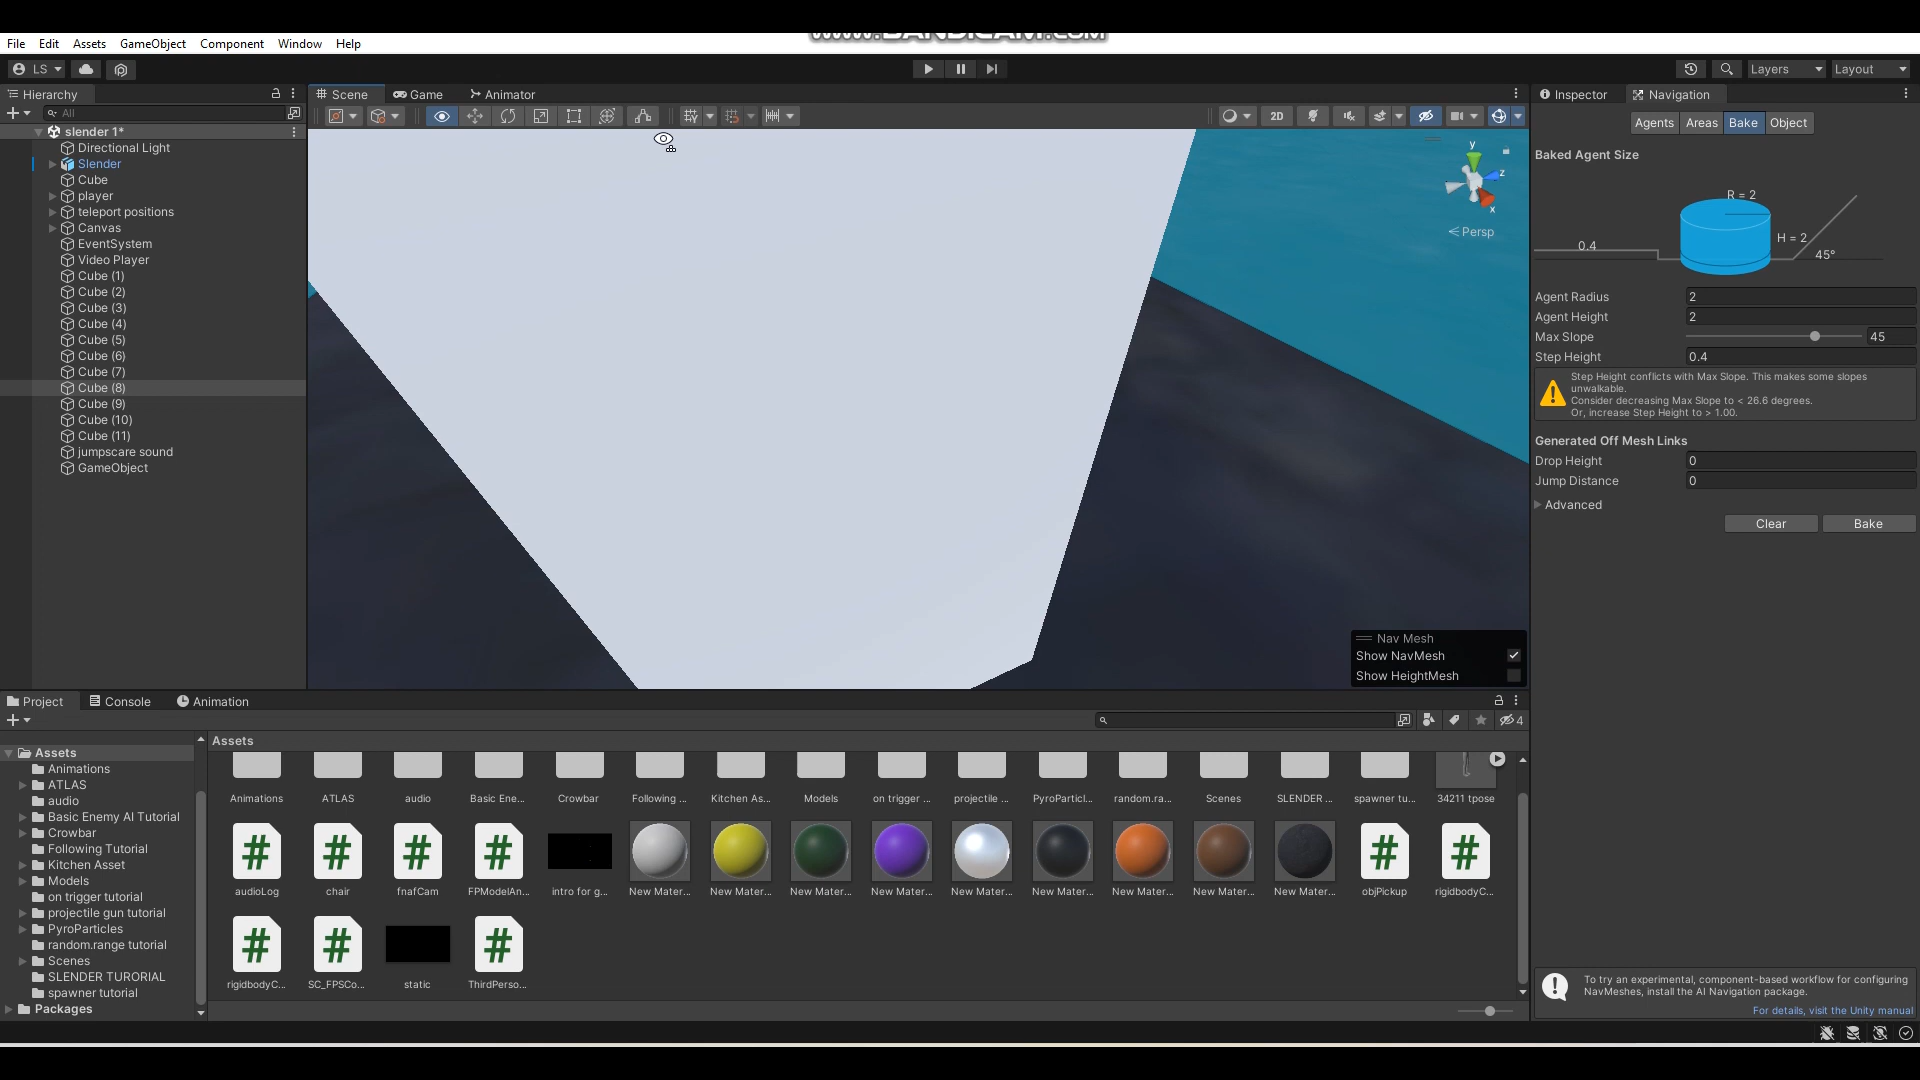 www.BANDICAM.com
File Edit Assets GameObject Component Window Help
LS Layers Layout
Hierarchy Scene Game Animator Inspector Navigation
All 2D Agents Areas Bake Object
slender 1*
Directional Light
Slender
Cube
player
teleport positions
Canvas
EventSystem
Video Player
Cube (1)
Cube (2)
Cube (3)
Cube (4)
Cube (5)
Cube (6)
Cube (7)
Cube (8)
Cube (9)
Cube (10)
Cube (11)
jumpscare sound
GameObject
y
z
x
Persp
Nav Mesh
Show NavMesh
Show HeightMesh
Baked Agent Size
R = 2
0.4
H = 2
45°
Agent Radius 2
Agent Height 2
Max Slope 45
Step Height 0.4
Step Height conflicts with Max Slope. This makes some slopes
unwalkable.
Consider decreasing Max Slope to < 26.6 degrees.
Or, increase Step Height to > 1.00.
Generated Off Mesh Links
Drop Height 0
Jump Distance 0
Advanced
Clear Bake
To try an experimental, component-based workflow for configuring
NavMeshes, install the AI Navigation package.
For details, visit the Unity manual
Project Console Animation
4
Assets
Animations
ATLAS
audio
Basic Enemy AI Tutorial
Crowbar
Following Tutorial
Kitchen Asset
Models
on trigger tutorial
projectile gun tutorial
PyroParticles
random.range tutorial
Scenes
SLENDER TURORIAL
spawner tutorial
Packages
Assets
Animations ATLAS audio Basic Ene... Crowbar Following ... Kitchen As... Models on trigger ... projectile ... PyroParticl... random.ra... Scenes SLENDER ... spawner tu... 34211 tpose
# # # # # #
audioLog chair fnafCam FPModelAn... intro for g... New Mater... New Mater... New Mater... New Mater... New Mater... New Mater... New Mater... New Mater... New Mater... objPickup rigidbodyC...
# # #
rigidbodyC... SC_FPSCo... static ThirdPerso...